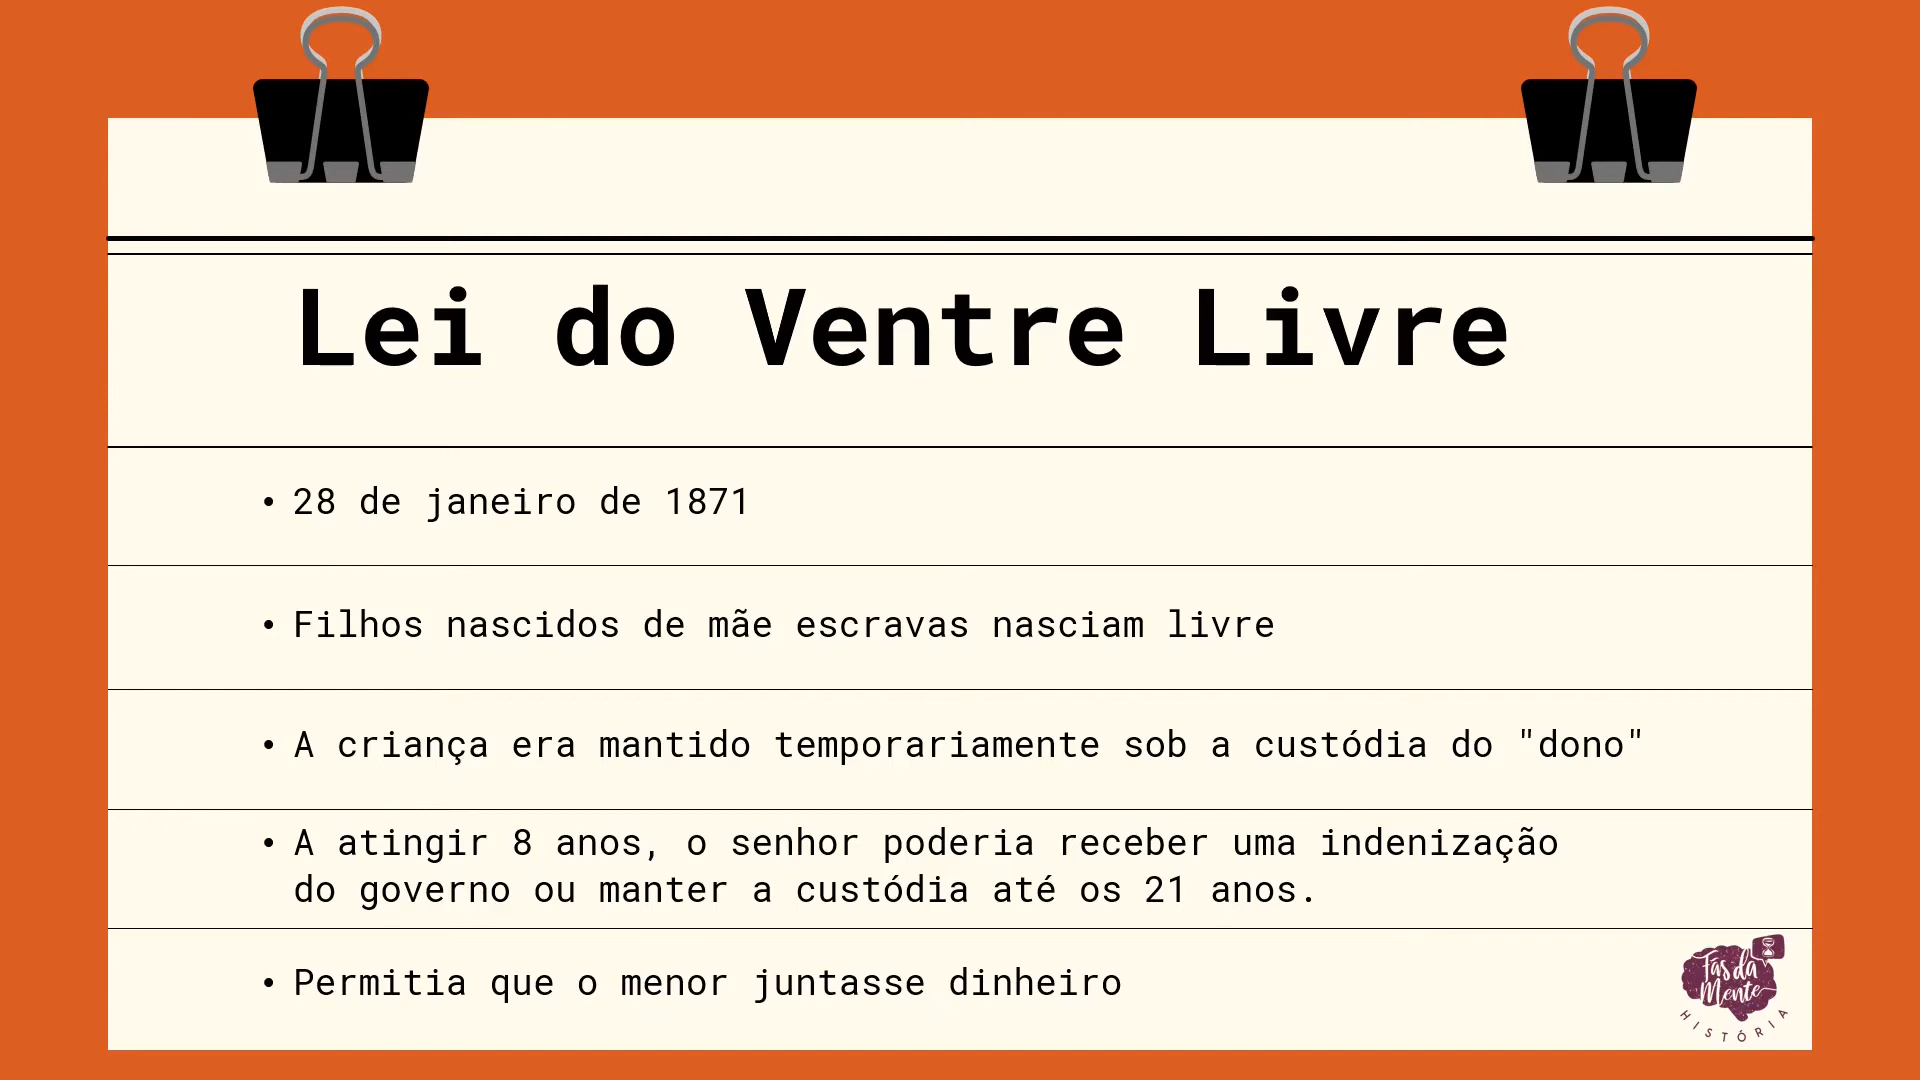 Lei do Ventre Livre
• 28 de janeiro de 1871
• Filhos nascidos de mãe escravas nasciam livre
• A criança era mantido temporariamente sob a custódia do "dono"
• A atingir 8 anos, o senhor poderia receber uma indenização
do governo ou manter a custódia até os 21 anos.
• Permitia que o menor juntasse dinheiro
Fãs da
Mente
HISTÓRIA